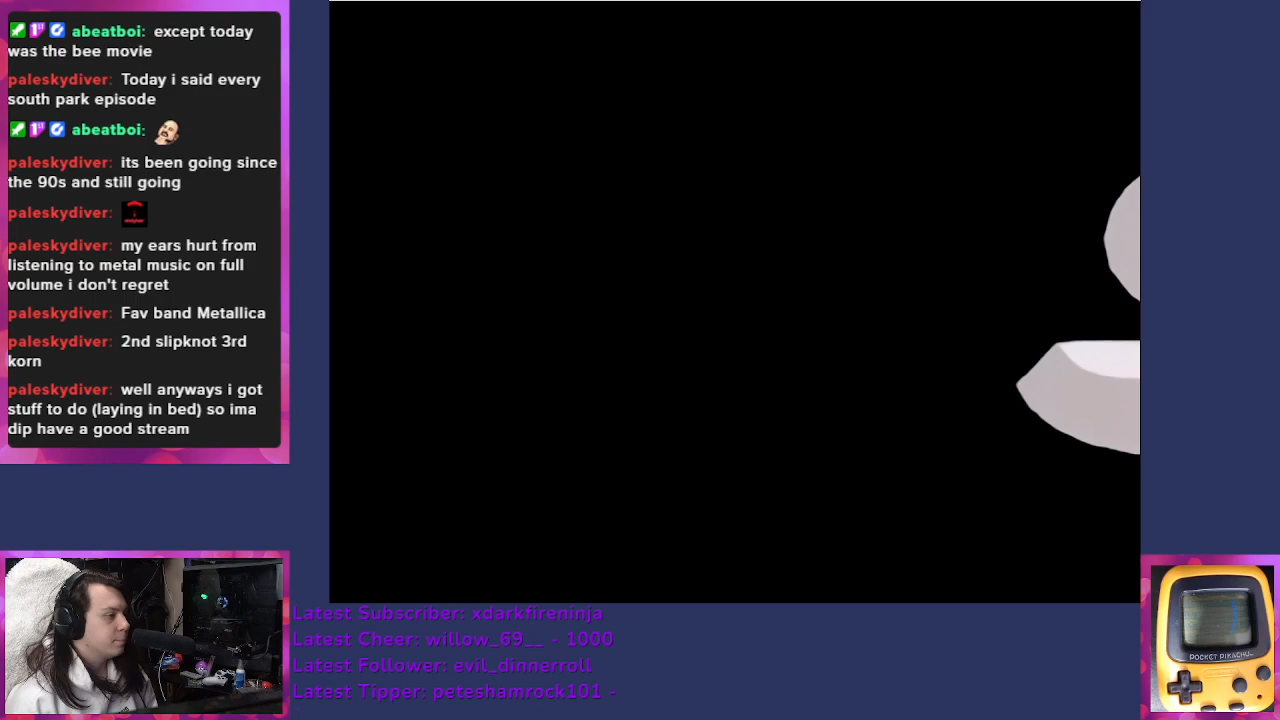 abeatboi: except today
was the bee movie
paleskydiver: Today i said every
south park episode
abeatboi:
paleskydiver: its been going since
the 90s and still going
paleskydiver:
paleskydiver: my ears hurt from
listening to metal music on full
volume i don't regret
paleskydiver: Fav band Metallica
paleskydiver: 2nd slipknot 3rd
korn
paleskydiver: well anyways i got
stuff to do (laying in bed) so ima
dip have a good stream
Latest Subscriber: xdarkfireninja
Latest Cheer: willow_69__ - 1000
Latest Follower: evil_dinnerroll
Latest Tipper: peteshamrock101 -
POCKET PIKACHU